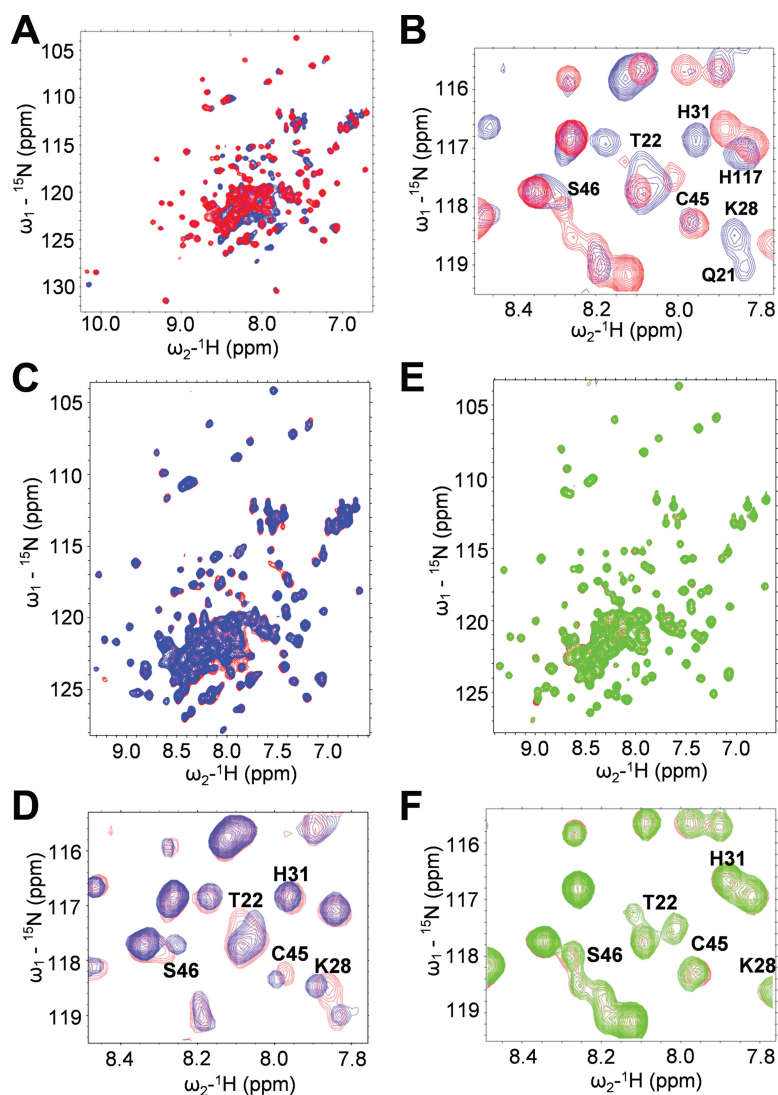 A
105
110
115
120
125
130
ω1 - 15N (ppm)
10.0 9.0 8.0 7.0
ω2-1H (ppm)
B
116
117
118
119
ω1 - 15N (ppm)
H31
T22
H117
S46
C45 K28
Q21
8.4 8.2 8.0 7.8
ω2-1H (ppm)
C
105
110
115
120
125
ω1 - 15N (ppm)
9.0 8.5 8.0 7.5 7.0
ω2-1H (ppm)
E
105
110
115
120
125
ω1 - 15N (ppm)
9.0 8.5 8.0 7.5 7.0
ω2-1H (ppm)
D
116
117
118
119
ω1 - 15N (ppm)
H31
T22
C45
S46
K28
8.4 8.2 8.0 7.8
ω2-1H (ppm)
F
116
117
118
119
ω1 - 15N (ppm)
H31
T22
S46
C45
K28
8.4 8.2 8.0 7.8
ω2-1H (ppm)